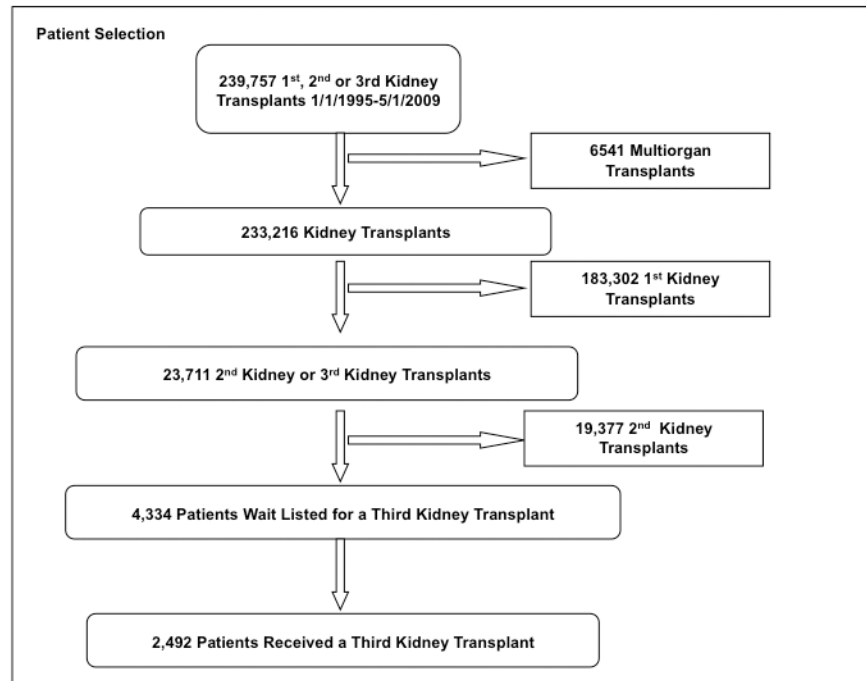 Patient Selection
239,757 1st, 2nd or 3rd Kidney
Transplants 1/1/1995-5/1/2009
6541 Multiorgan
Transplants
233,216 Kidney Transplants
183,302 1st Kidney
Transplants
23,711 2nd Kidney or 3rd Kidney Transplants
19,377 2nd Kidney
Transplants
4,334 Patients Wait Listed for a Third Kidney Transplant
2,492 Patients Received a Third Kidney Transplant